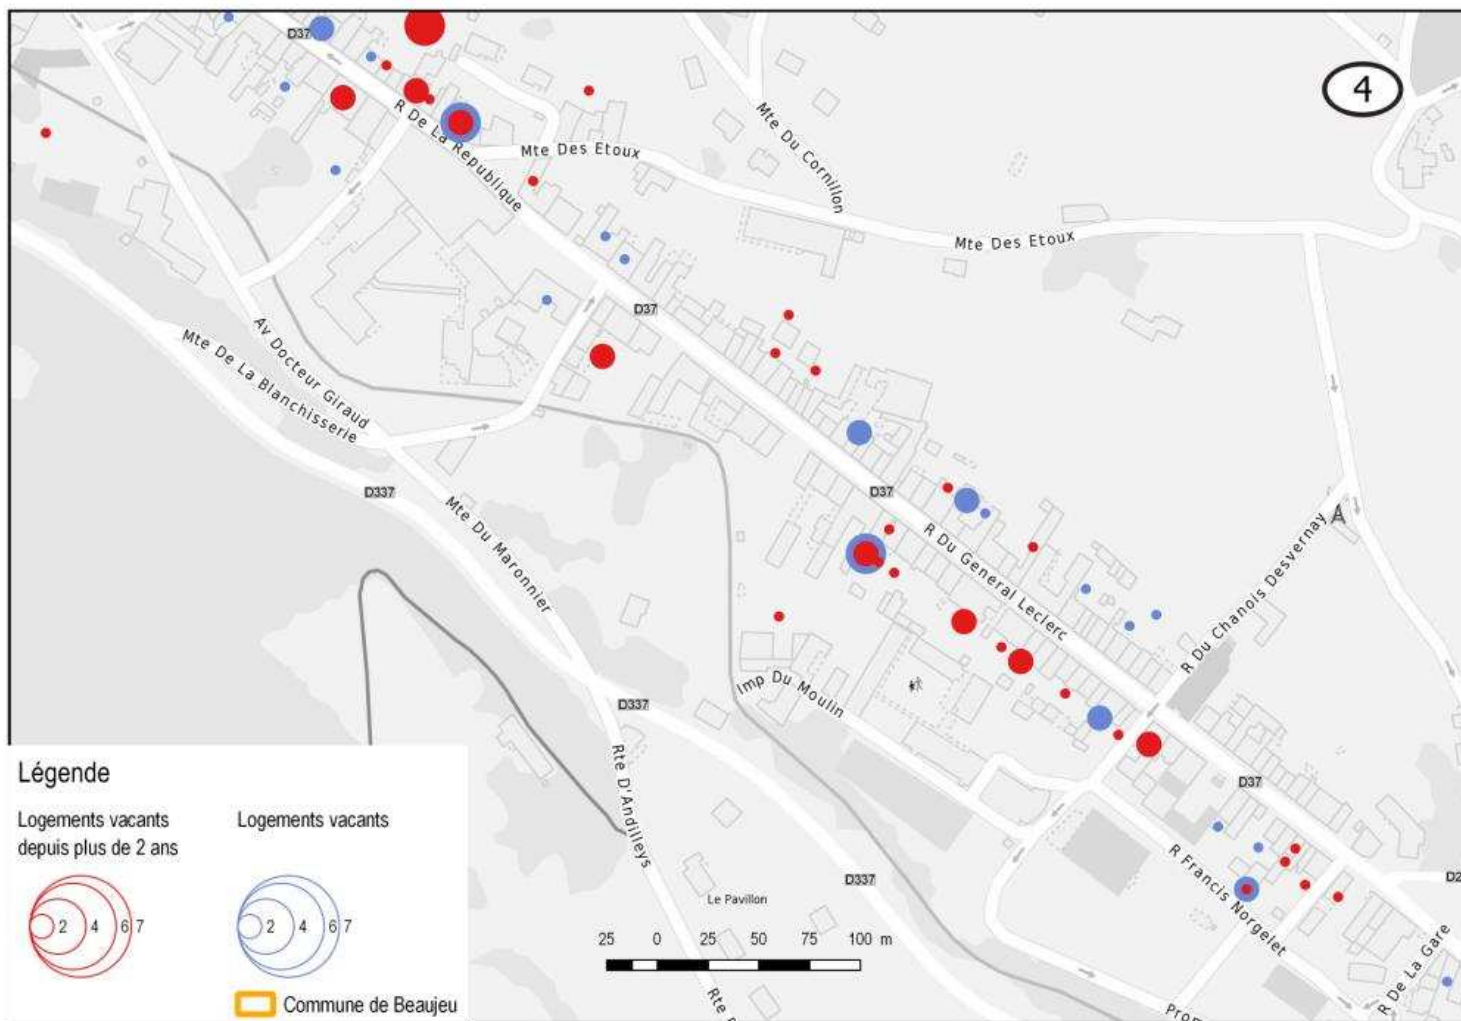 D37
4
R De La République
Mte Des Etoux
Mte Du Cornillon
Mte Des Etoux
D37
Av Docteur Giraud
Mte De La Blanchisserie
D337
D37
Mte Du Maronnier
R Du Général Leclerc
R Du Chanois Desvernay
Imp Du Moulin
D337
Rte D'Andilleys
D37
R Francis Norgelet
D337
Le Pavillon
R De La Gare
25 0 25 50 75 100 m
Légende
Logements vacants
depuis plus de 2 ans
Logements vacants
2 4 6 7
2 4 6 7
Commune de Beaujeu